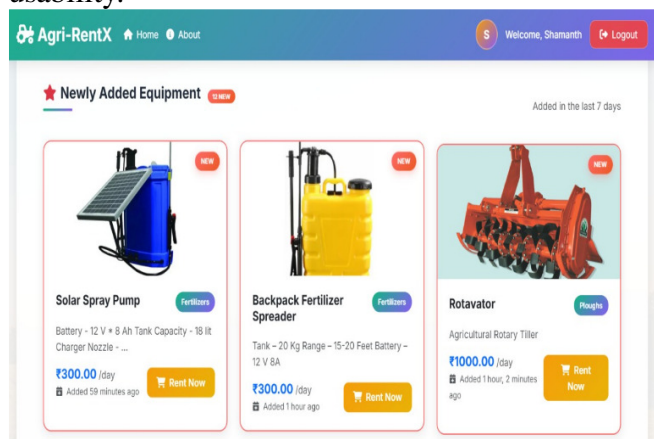 usability.
Agri-RentX Home About S Welcome, Shamanth Logout
Newly Added Equipment 12 NEW
Added in the last 7 days
NEW
NEW
NEW
Solar Spray Pump Fertilizers
Battery - 12 V * 8 Ah Tank Capacity - 18 lit
Charger Nozzle - ...
₹300.00 /day
Added 59 minutes ago
Rent Now
Backpack Fertilizer
Spreader
Fertilizers
Tank – 20 Kg Range – 15-20 Feet Battery –
12 V 8A
₹300.00 /day
Added 1 hour ago
Rent Now
Rotavator Ploughs
Agricultural Rotary Tiller
₹1000.00 /day
Added 1 hour, 2 minutes
ago
Rent
Now